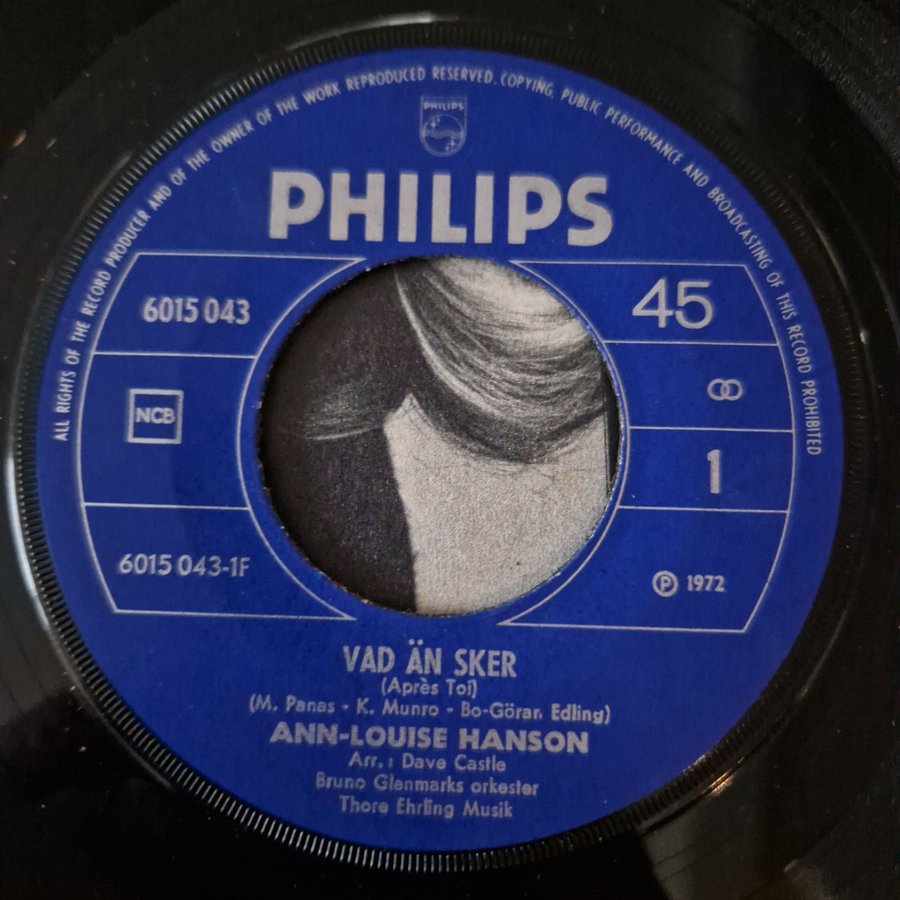 ALL RIGHTS OF THE RECORD PRODUCER AND OF THE OWNER OF THE WORK REPRODUCED RESERVED. COPYING, PUBLIC PERFORMANCE AND BROADCASTING OF THIS RECORD PROHIBITED
PHILIPS
PHILIPS
6015 043
45
NCB
1
6015 043-1F
Ⓟ 1972
VAD ÄN SKER
(Après Toi)
(M. Panas - K. Munro - Bo-Göran Edling)
ANN-LOUISE HANSON
Arr.: Dave Castle
Bruno Glenmarks orkester
Thore Ehrling Musik